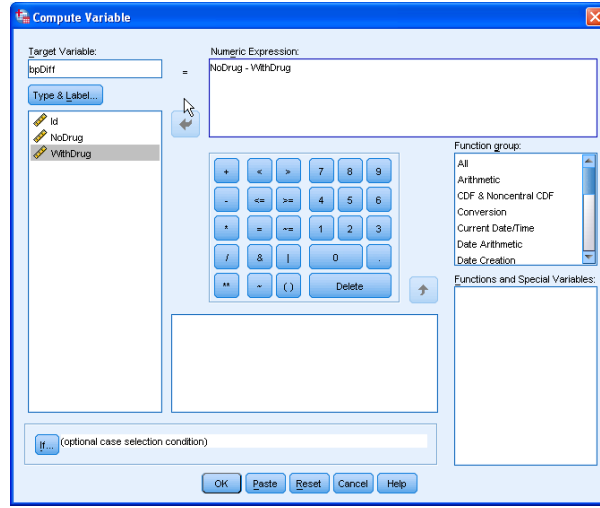 Compute Variable
Target Variable:
bpDiff
=
Numeric Expression:
NoDrug - WithDrug
Type & Label...
Id
NoDrug
WithDrug
+ < > 7 8 9
- <= >= 4 5 6
* = ~= 1 2 3
/ & | 0 .
** ~ ( ) Delete
Function group:
All
Arithmetic
CDF & Noncentral CDF
Conversion
Current Date/Time
Date Arithmetic
Date Creation
Functions and Special Variables:
If... (optional case selection condition)
OK Paste Reset Cancel Help